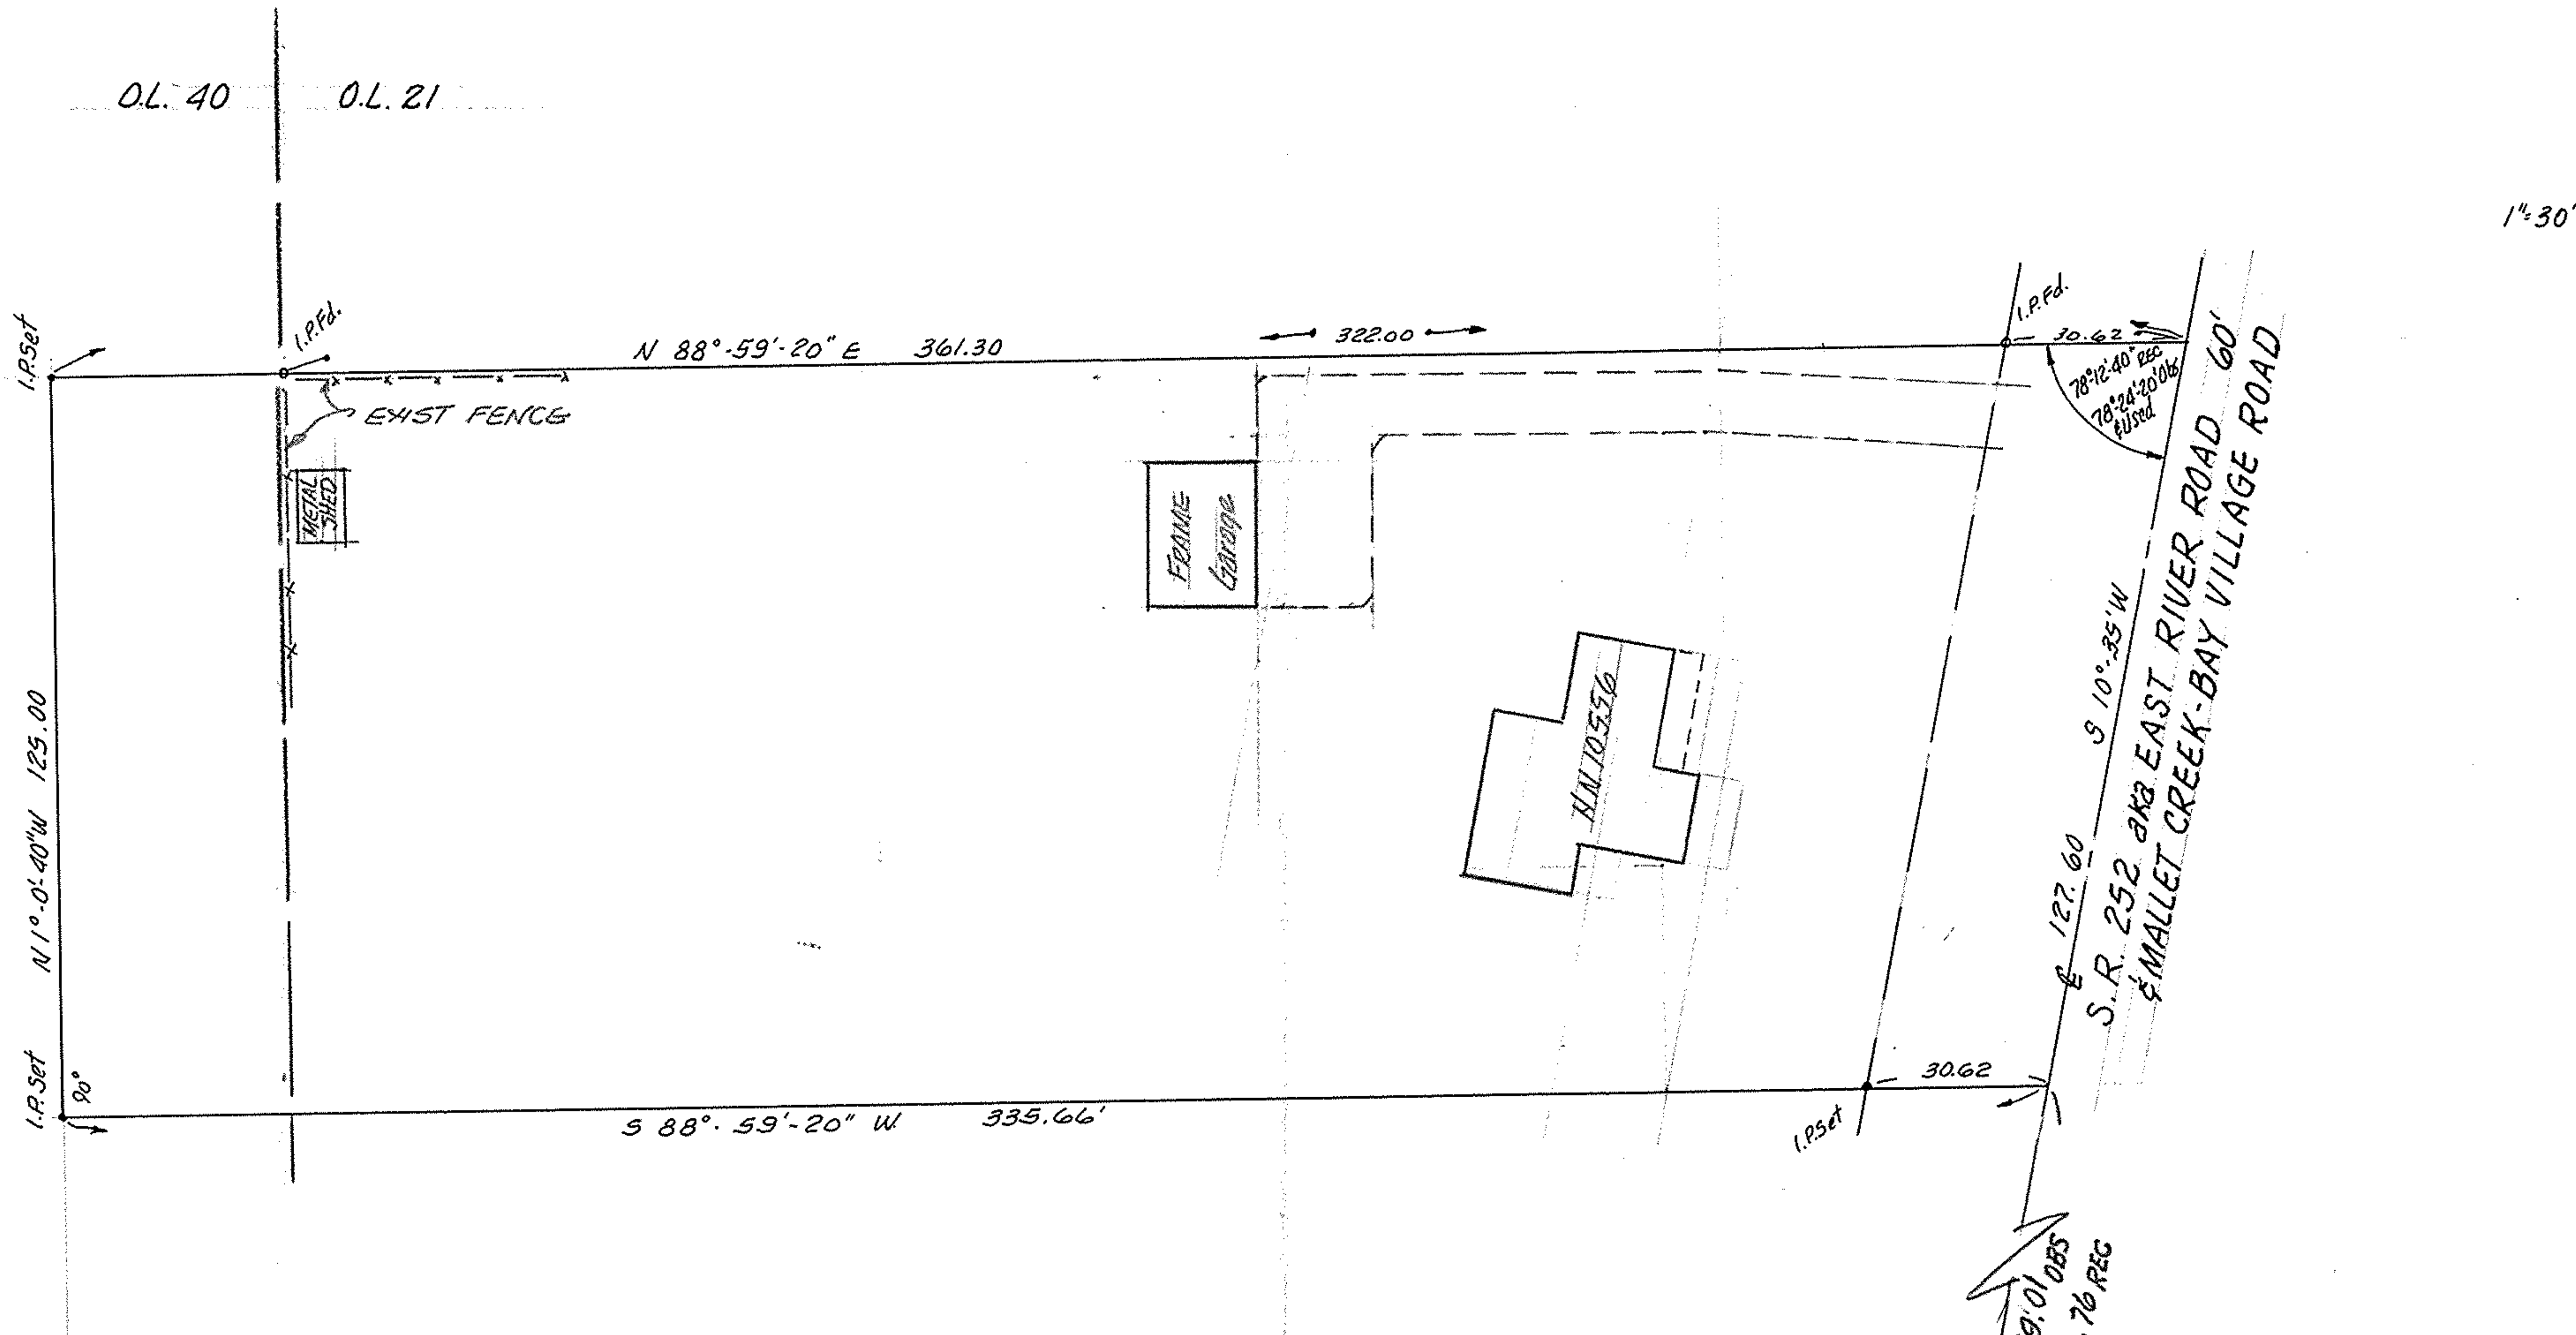 O.L. 40
O.L. 21
1"=30'
I.P.Set
I.P.Fd.
N 88°-59'-20" E 361.30
322.00
I.P.Fd.
30.62
78°-12'-40" REC
78°-24'-20" Obs
& Used
EXIST FENCE
METAL
SHED
FRAME
Garage
H.N. 10556
N 1°-0'-40" W 125.00
S 10°-35' W
℄ 127.60
S.R. 252 aka EAST RIVER ROAD 60'
& MALLET CREEK-BAY VILLAGE ROAD
I.P.Set
90°
S 88°-59'-20" W 335.66'
30.62
I.P.Set
9.01 OBS
.76 REC